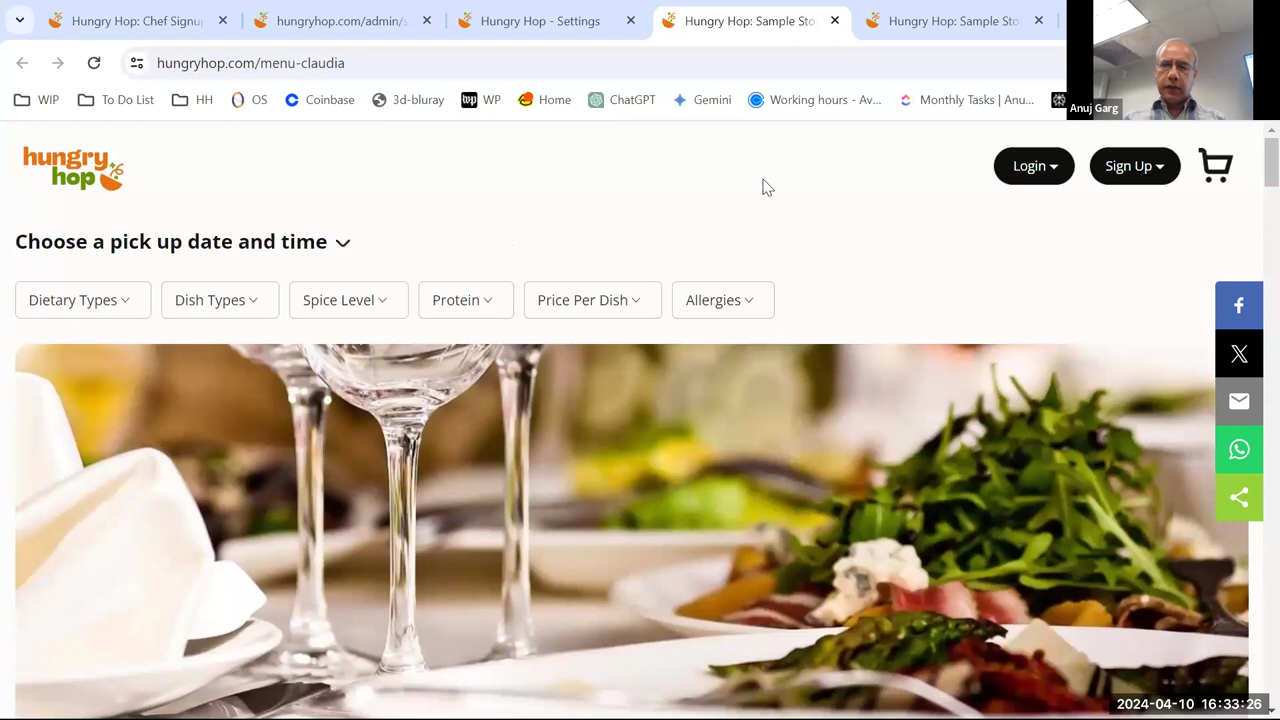 Hungry Hop: Chef Signup
hungryhop.com/admin/s
Hungry Hop - Settings
Hungry Hop: Sample Sto
Hungry Hop: Sample Sto
hungryhop.com/menu-claudia
WIP
To Do List
HH
OS
Coinbase
3d-bluray
wp WP
Home
ChatGPT
Gemini
Working hours - Av...
Monthly Tasks | Anu...
Anuj Garg
hungry
hop
Login
Sign Up
Choose a pick up date and time
Dietary Types
Dish Types
Spice Level
Protein
Price Per Dish
Allergies
2024-04-10 16:33:26